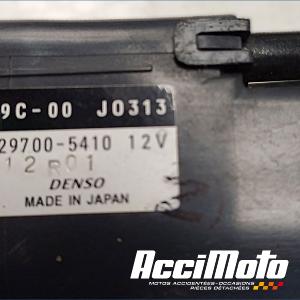 9C-00 J0313
29700-5410 12V
12R01
DENSO
MADE IN JAPAN
AcciMoto
MOTOS ACCIDENTÉES - OCCASIONS
PIÈCES DÉTACHÉES